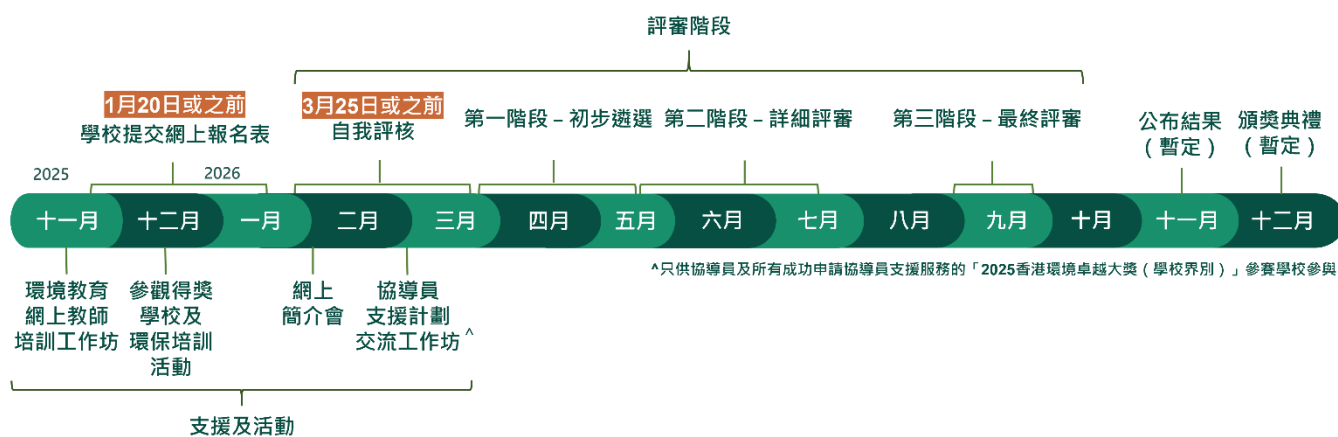 評審階段
1月20日或之前
學校提交網上報名表
3月25日或之前
自我評核
第一階段 – 初步遴選
第二階段 – 詳細評審
第三階段 – 最終評審
公布結果
（暫定）
頒獎典禮
（暫定）
2025
2026
十一月
十二月
一月
二月
三月
四月
五月
六月
七月
八月
九月
十月
十一月
十二月
^只供協導員及所有成功申請協導員支援服務的「2025香港環境卓越大獎（學校界別）」參賽學校參與
環境教育
網上教師
培訓工作坊
參觀得獎
學校及
環保培訓
活動
網上
簡介會
協導員
支援計劃
交流工作坊^
支援及活動